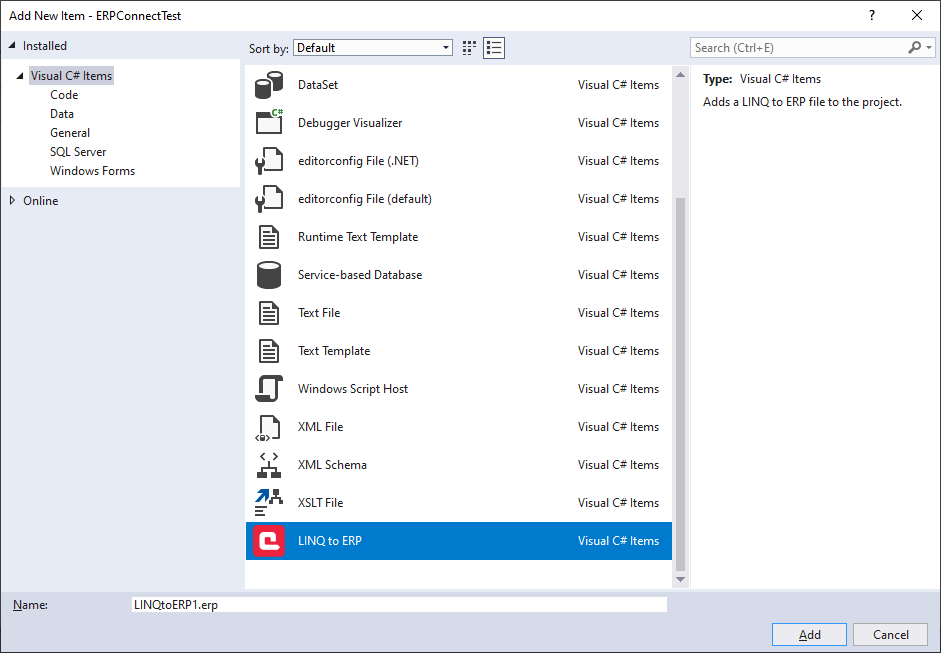 Add New Item - ERPConnectTest
?
Installed
Sort by: Default
Search (Ctrl+E)
Visual C# Items
Code
Data
General
SQL Server
Windows Forms
Online
DataSet Visual C# Items
C#
Debugger Visualizer Visual C# Items
editorconfig File (.NET) Visual C# Items
editorconfig File (default) Visual C# Items
Runtime Text Template Visual C# Items
Service-based Database Visual C# Items
Text File Visual C# Items
Text Template Visual C# Items
Windows Script Host Visual C# Items
XML File Visual C# Items
XML Schema Visual C# Items
XSLT File Visual C# Items
LINQ to ERP Visual C# Items
Type: Visual C# Items
Adds a LINQ to ERP file to the project.
Name: LINQtoERP1.erp
Add Cancel